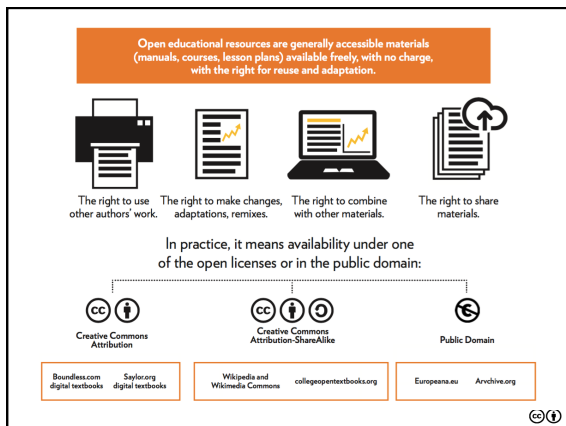 Open educational resources are generally accessible materials
(manuals, courses, lesson plans) available freely, with no charge,
with the right for reuse and adaptation.
The right to use
other authors' work.
The right to make changes,
adaptations, remixes.
The right to combine
with other materials.
The right to share
materials.
In practice, it means availability under one
of the open licenses or in the public domain:
cc
cc
C
Creative Commons
Attribution
Creative Commons
Attribution-ShareAlike
Public Domain
Boundless.com
digital textbooks
Saylor.org
digital textbooks
Wikipedia and
Wikimedia Commons
collegeopentextbooks.org
Europeana.eu
Arvchive.org
cc